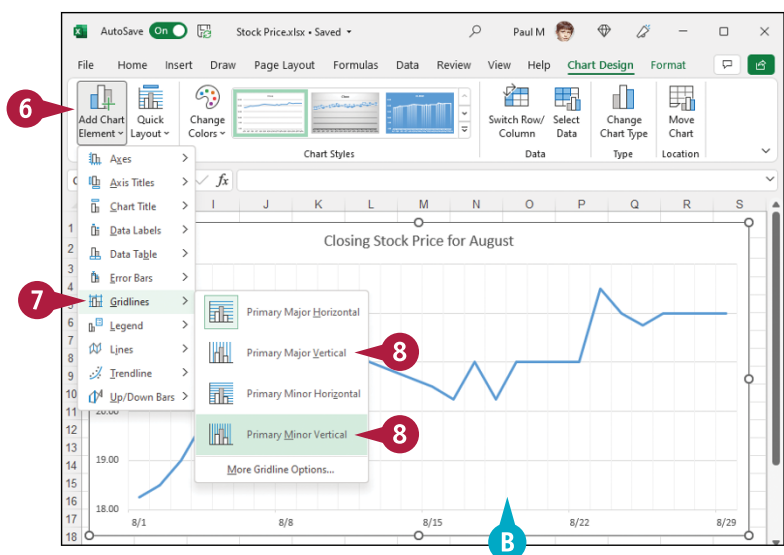 AutoSave On Stock Price.xlsx • Saved Paul M
File Home Insert Draw Page Layout Formulas Data Review View Help Chart Design Format
6
Add Chart Element
Quick Layout
Change Colors
Switch Row/ Column
Select Data
Change Chart Type
Move Chart
Chart Styles Data Type Location
fx
I J K L M N O P Q R S
Axes
Axis Titles
Chart Title
Data Labels
Data Table
Error Bars
7 Gridlines
Legend
Lines
Trendline
Up/Down Bars
Primary Major Horizontal
Primary Major Vertical 8
Primary Minor Horizontal
Primary Minor Vertical 8
More Gridline Options...
1
2
3
4
6
7
8
9
10
11
12
13
14
15
16
17
18
Closing Stock Price for August
20.00
19.00
18.00
8/1 8/8 8/15 8/22 8/29
B